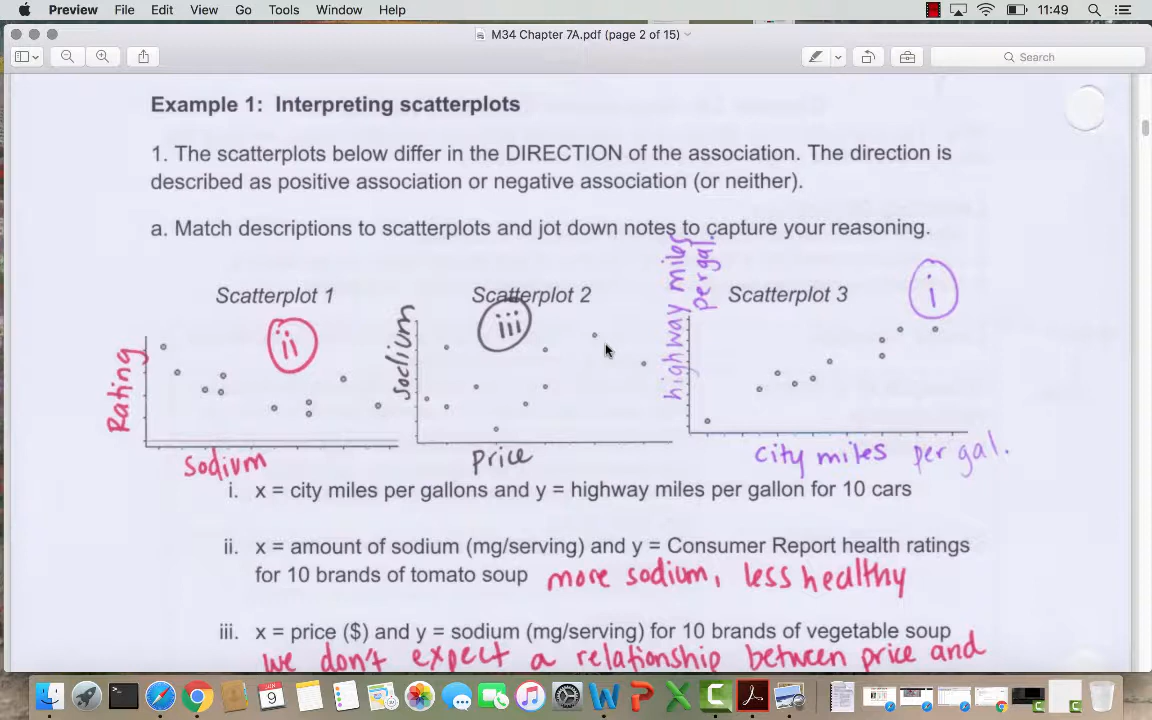 Preview File Edit View Go Tools Window Help 11:49
M34 Chapter 7A.pdf (page 2 of 15)
Search
Example 1: Interpreting scatterplots
1. The scatterplots below differ in the DIRECTION of the association. The direction is
described as positive association or negative association (or neither).
a. Match descriptions to scatterplots and jot down notes to capture your reasoning.
Scatterplot 1
Scatterplot 2
Scatterplot 3
ii
iii
i
Rating
sodium
highway miles
per gal.
Sodium
Price
city miles per gal.
i. x = city miles per gallons and y = highway miles per gallon for 10 cars
ii. x = amount of sodium (mg/serving) and y = Consumer Report health ratings
for 10 brands of tomato soup more sodium, less healthy
iii. x = price ($) and y = sodium (mg/serving) for 10 brands of vegetable soup
we don't expect a relationship between price and
9